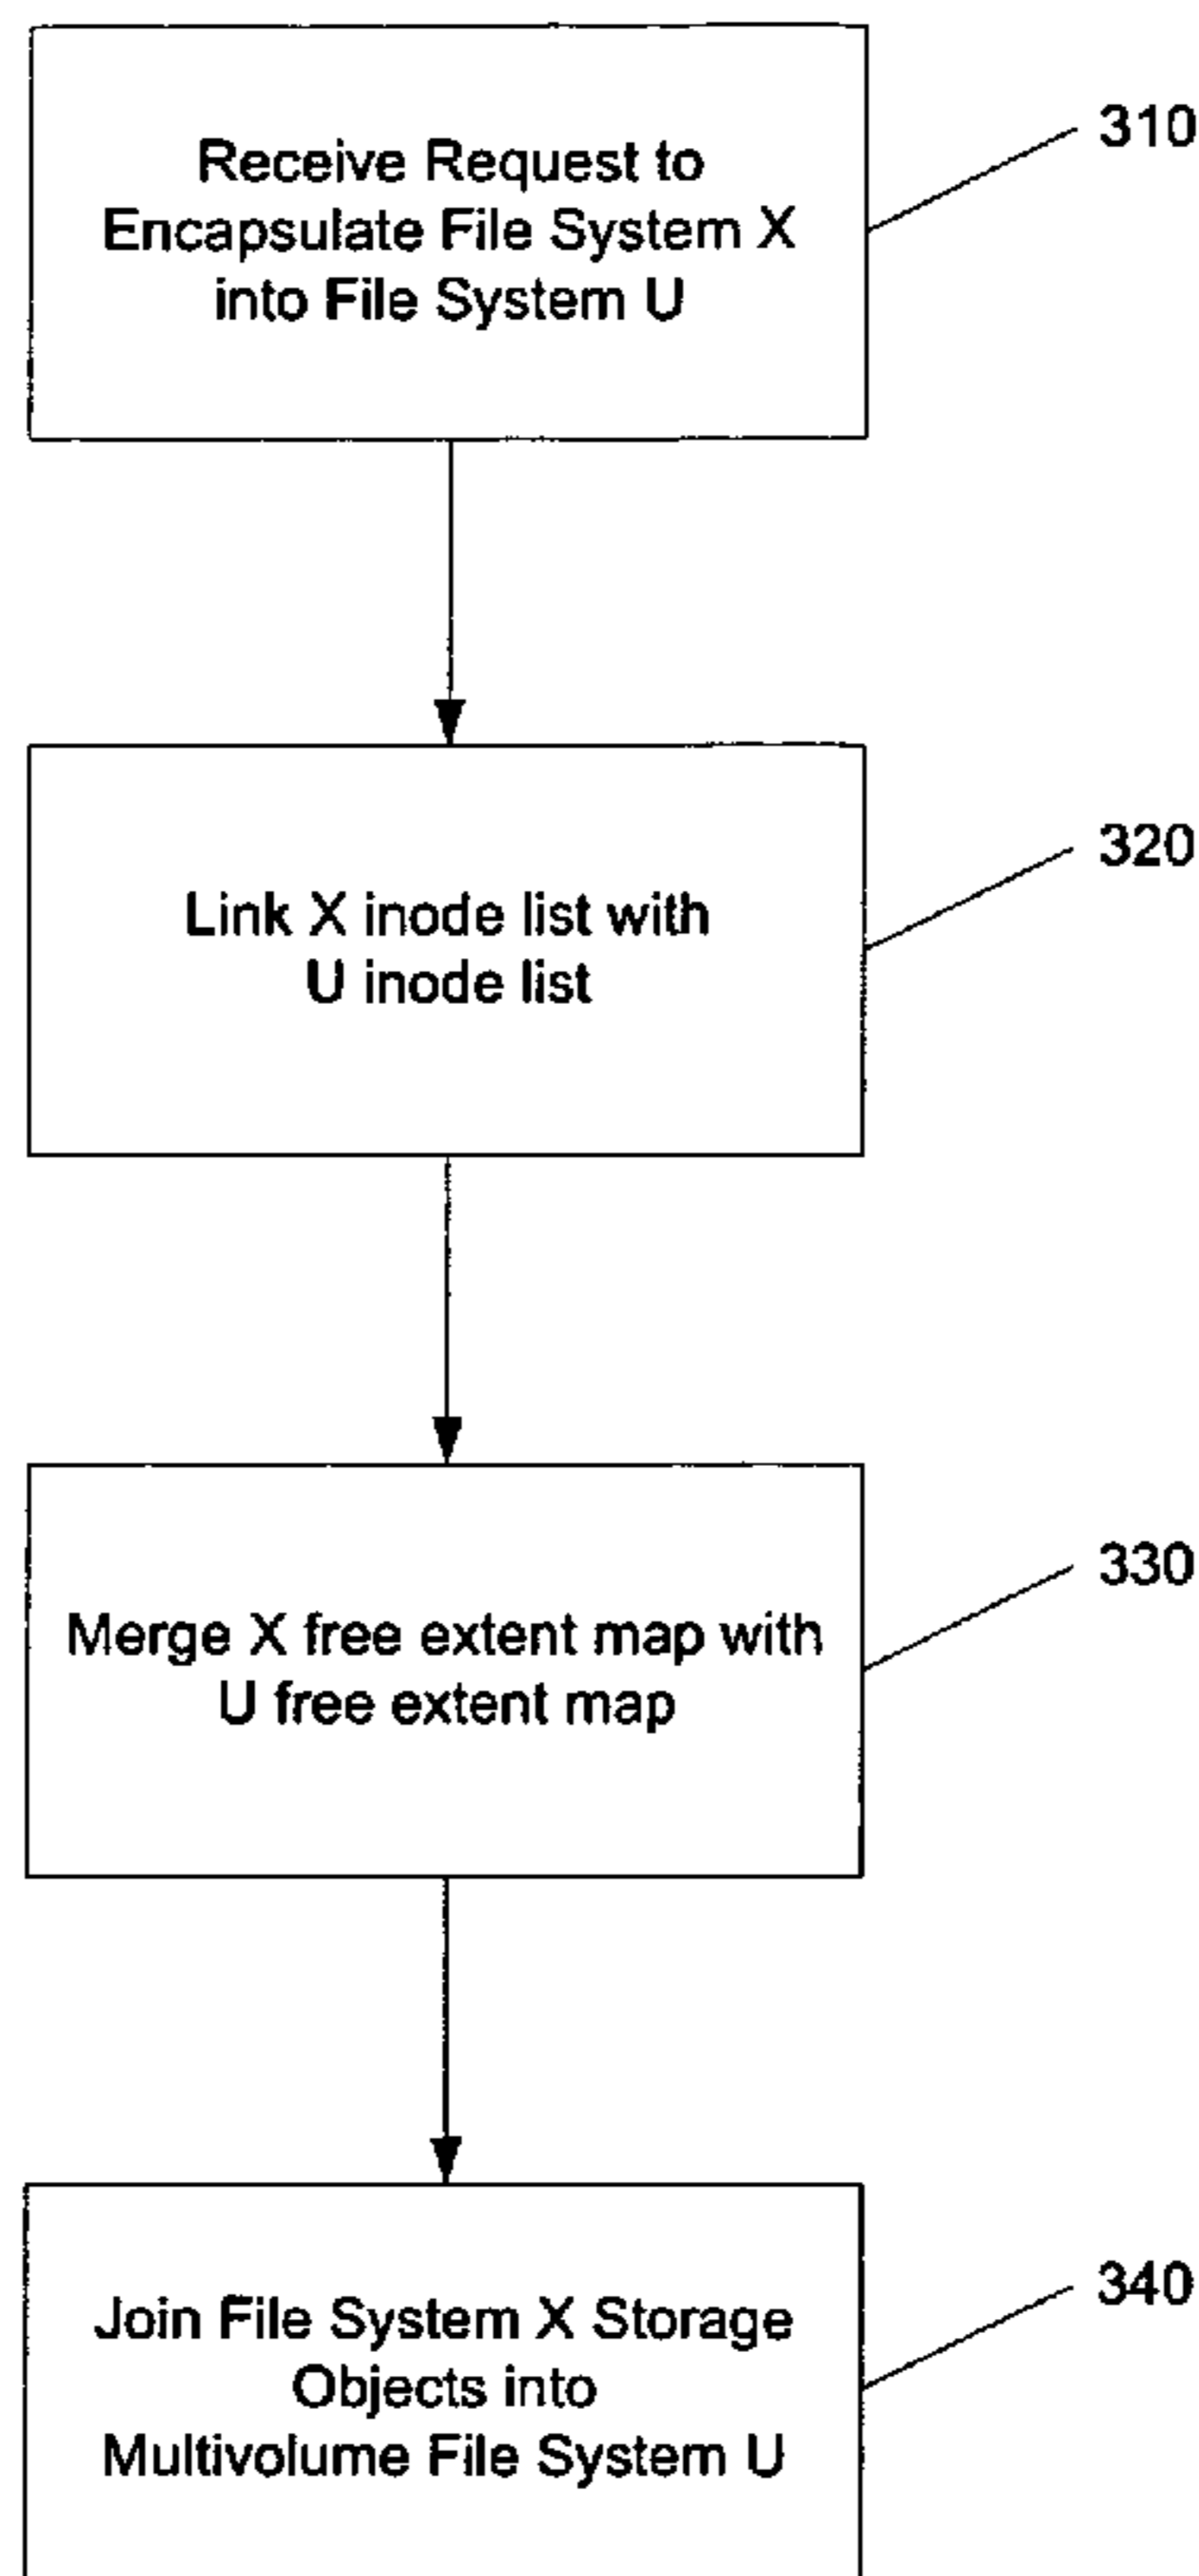 Receive Request to
Encapsulate File System X
into File System U
310
Link X inode list with
U inode list
320
Merge X free extent map with
U free extent map
330
Join File System X Storage
Objects into
Multivolume File System U
340